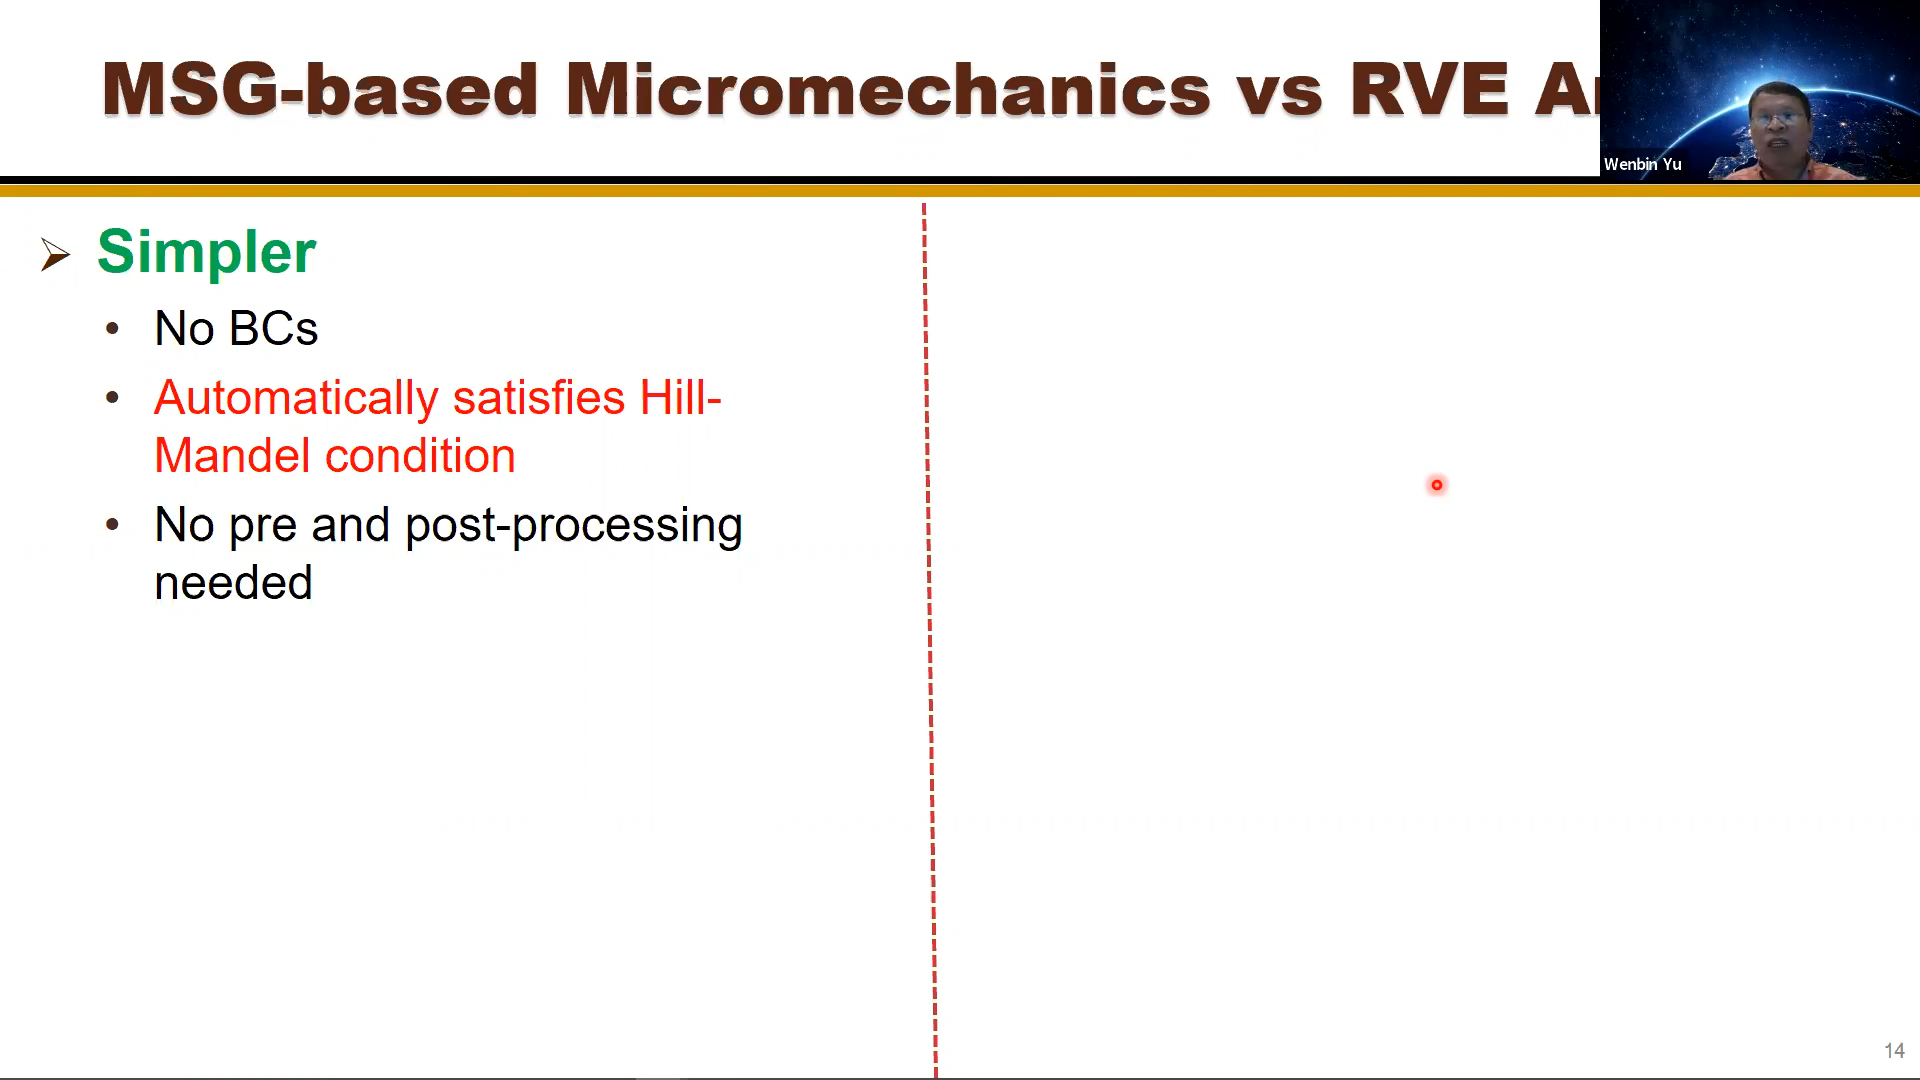 MSG-based Micromechanics vs RVE
Wenbin Yu
Simpler
No BCs
Automatically satisfies Hill-
Mandel condition
No pre and post-processing
needed
14